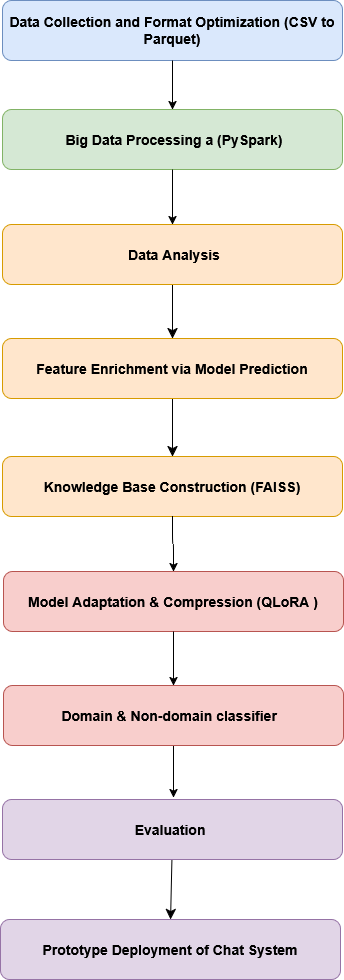 Data Collection and Format Optimization (CSV to
Parquet)
Big Data Processing a (PySpark)
Data Analysis
Feature Enrichment via Model Prediction
Knowledge Base Construction (FAISS)
Model Adaptation & Compression (QLoRA )
Domain & Non-domain classifier
Evaluation
Prototype Deployment of Chat System